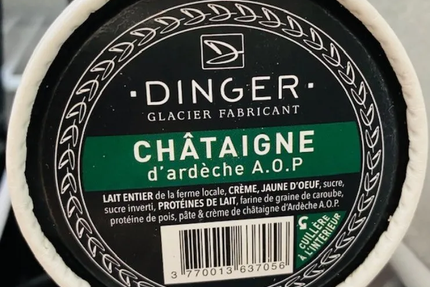 · DINGER ·
GLACIER FABRICANT
CHÂTAIGNE
d'ardèche A.O.P
LAIT ENTIER de la ferme locale, CRÈME, JAUNE D'OEUF, sucre,
sucre inverti, PROTÉINES DE LAIT, farine de graine de caroube,
protéine de pois, pâte & crème de châtaigne d'Ardèche A.O.P.
CUILLÈRE
À L'INTÉRIEUR
3 770013 637056